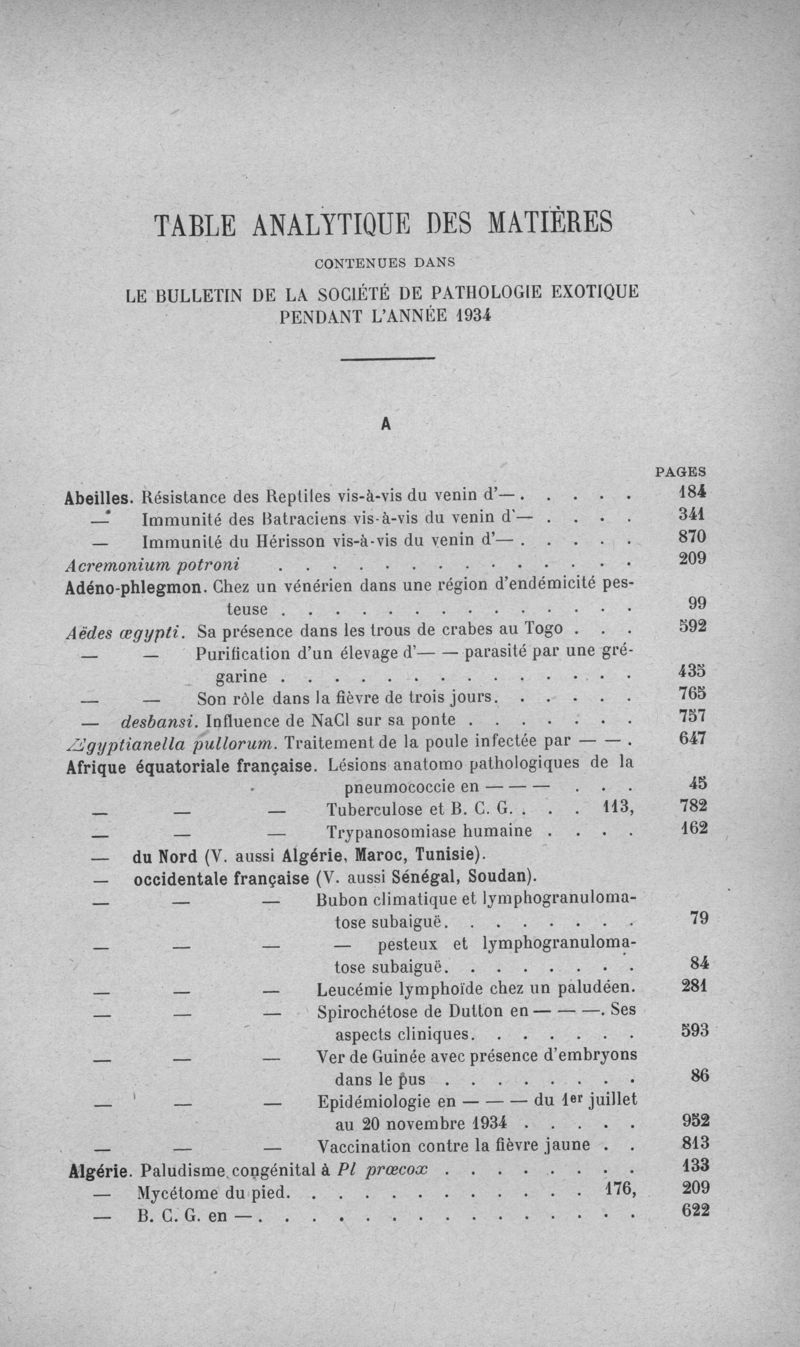 TABLE ANALYTIQUE DES MATIÈRES
CONTENUES DANS
LE BULLETIN DE LA SOCIÉTÉ DE PATHOLOGIE EXOTIQUE
PENDANT L'ANNÉE 1934
A
PAGES
Abeilles. Résistance des Reptiles vis-à-vis du venin d'— . . . . . 184
— Immunité des Batraciens vis-à-vis du venin d'— . . . . 341
— Immunité du Hérisson vis-à-vis du venin d'— . . . . . 870
Acremonium potroni . . . . . . . . . . . . . . 209
Adéno-phlegmon. Chez un vénérien dans une région d'endémicité pes-
teuse . . . . . . . . . . . . . . 99
Aëdes œgypti. Sa présence dans les trous de crabes au Togo . . . 592
— — Purification d'un élevage d'— — parasité par une gré-
garine . . . . . . . . . . . . . . 435
— — Son rôle dans la fièvre de trois jours. . . . . . 765
— desbansi. Influence de NaCl sur sa ponte . . . . . . . 757
Ægyptianella pullorum. Traitement de la poule infectée par — — . 647
Afrique équatoriale française. Lésions anatomo pathologiques de la
pneumococcie en — — — . . . 45
— — — Tuberculose et B. C. G. . . . 113, 782
— — — Trypanosomiase humaine . . . . 162
— du Nord (V. aussi Algérie, Maroc, Tunisie).
— occidentale française (V. aussi Sénégal, Soudan).
— — — Bubon climatique et lymphogranuloma-
tose subaiguë. . . . . . . . 79
— — — — pesteux et lymphogranuloma-
tose subaiguë. . . . . . . . 84
— — — Leucémie lymphoïde chez un paludéen. 281
— — — Spirochétose de Dutton en — — —. Ses
aspects cliniques. . . . . . . 593
— — — Ver de Guinée avec présence d'embryons
dans le pus . . . . . . . . 86
— — — Epidémiologie en — — — du 1er juillet
au 20 novembre 1934 . . . . . 952
— — — Vaccination contre la fièvre jaune . . 813
Algérie. Paludisme congénital à Pl prœcox . . . . . . . . 133
— Mycétome du pied. . . . . . . . . . . . 176, 209
— B. C. G. en — . . . . . . . . . . . . . . . 622